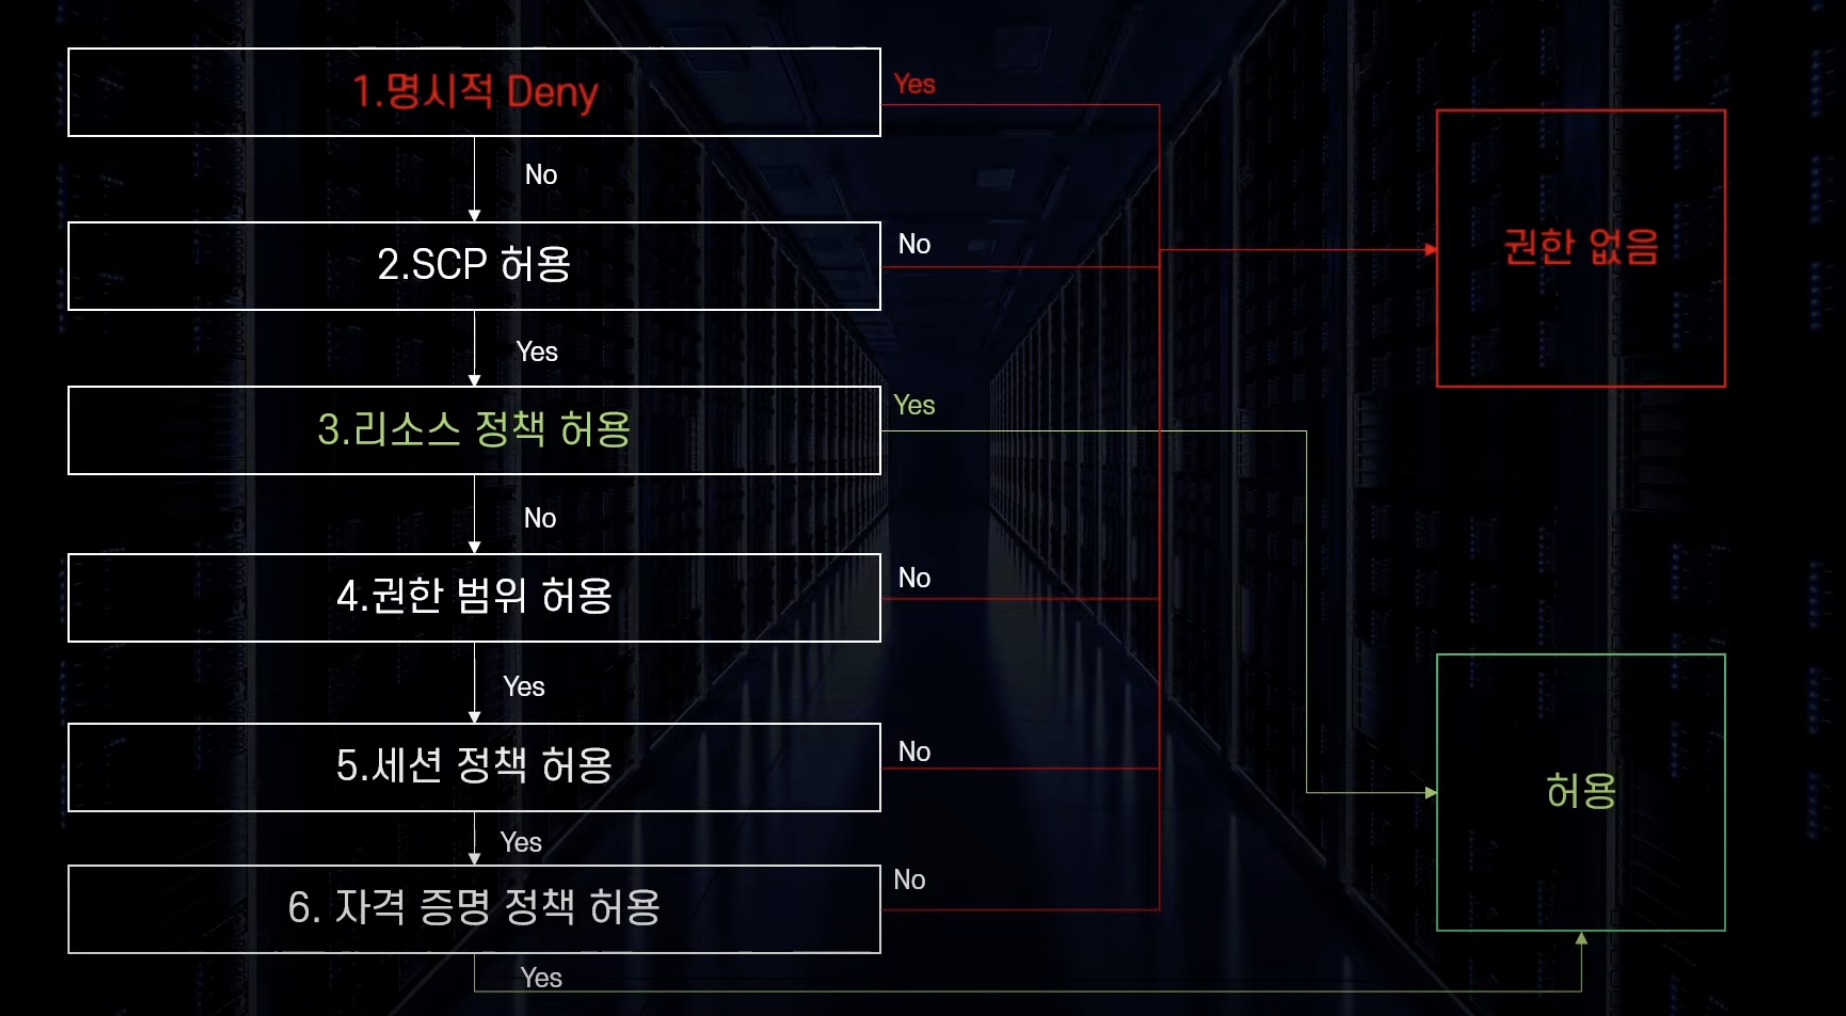 1.명시적 Deny
Yes
No
2.SCP 허용
No
Yes
3.리소스 정책 허용
Yes
No
4.권한 범위 허용
No
Yes
5.세션 정책 허용
No
Yes
6. 자격 증명 정책 허용
No
Yes
권한 없음
허용